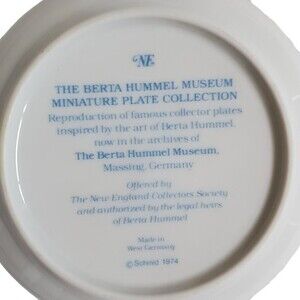 NE
THE BERTA HUMMEL MUSEUM
MINIATURE PLATE COLLECTION
Reproduction of famous collector plates
inspired by the art of Berta Hummel,
now in the archives of
The Berta Hummel Museum,
Massing, Germany
Offered by
The New England Collectors Society
and authorized by the legal heirs
of Berta Hummel
Made in
West Germany
© Schmid 1974